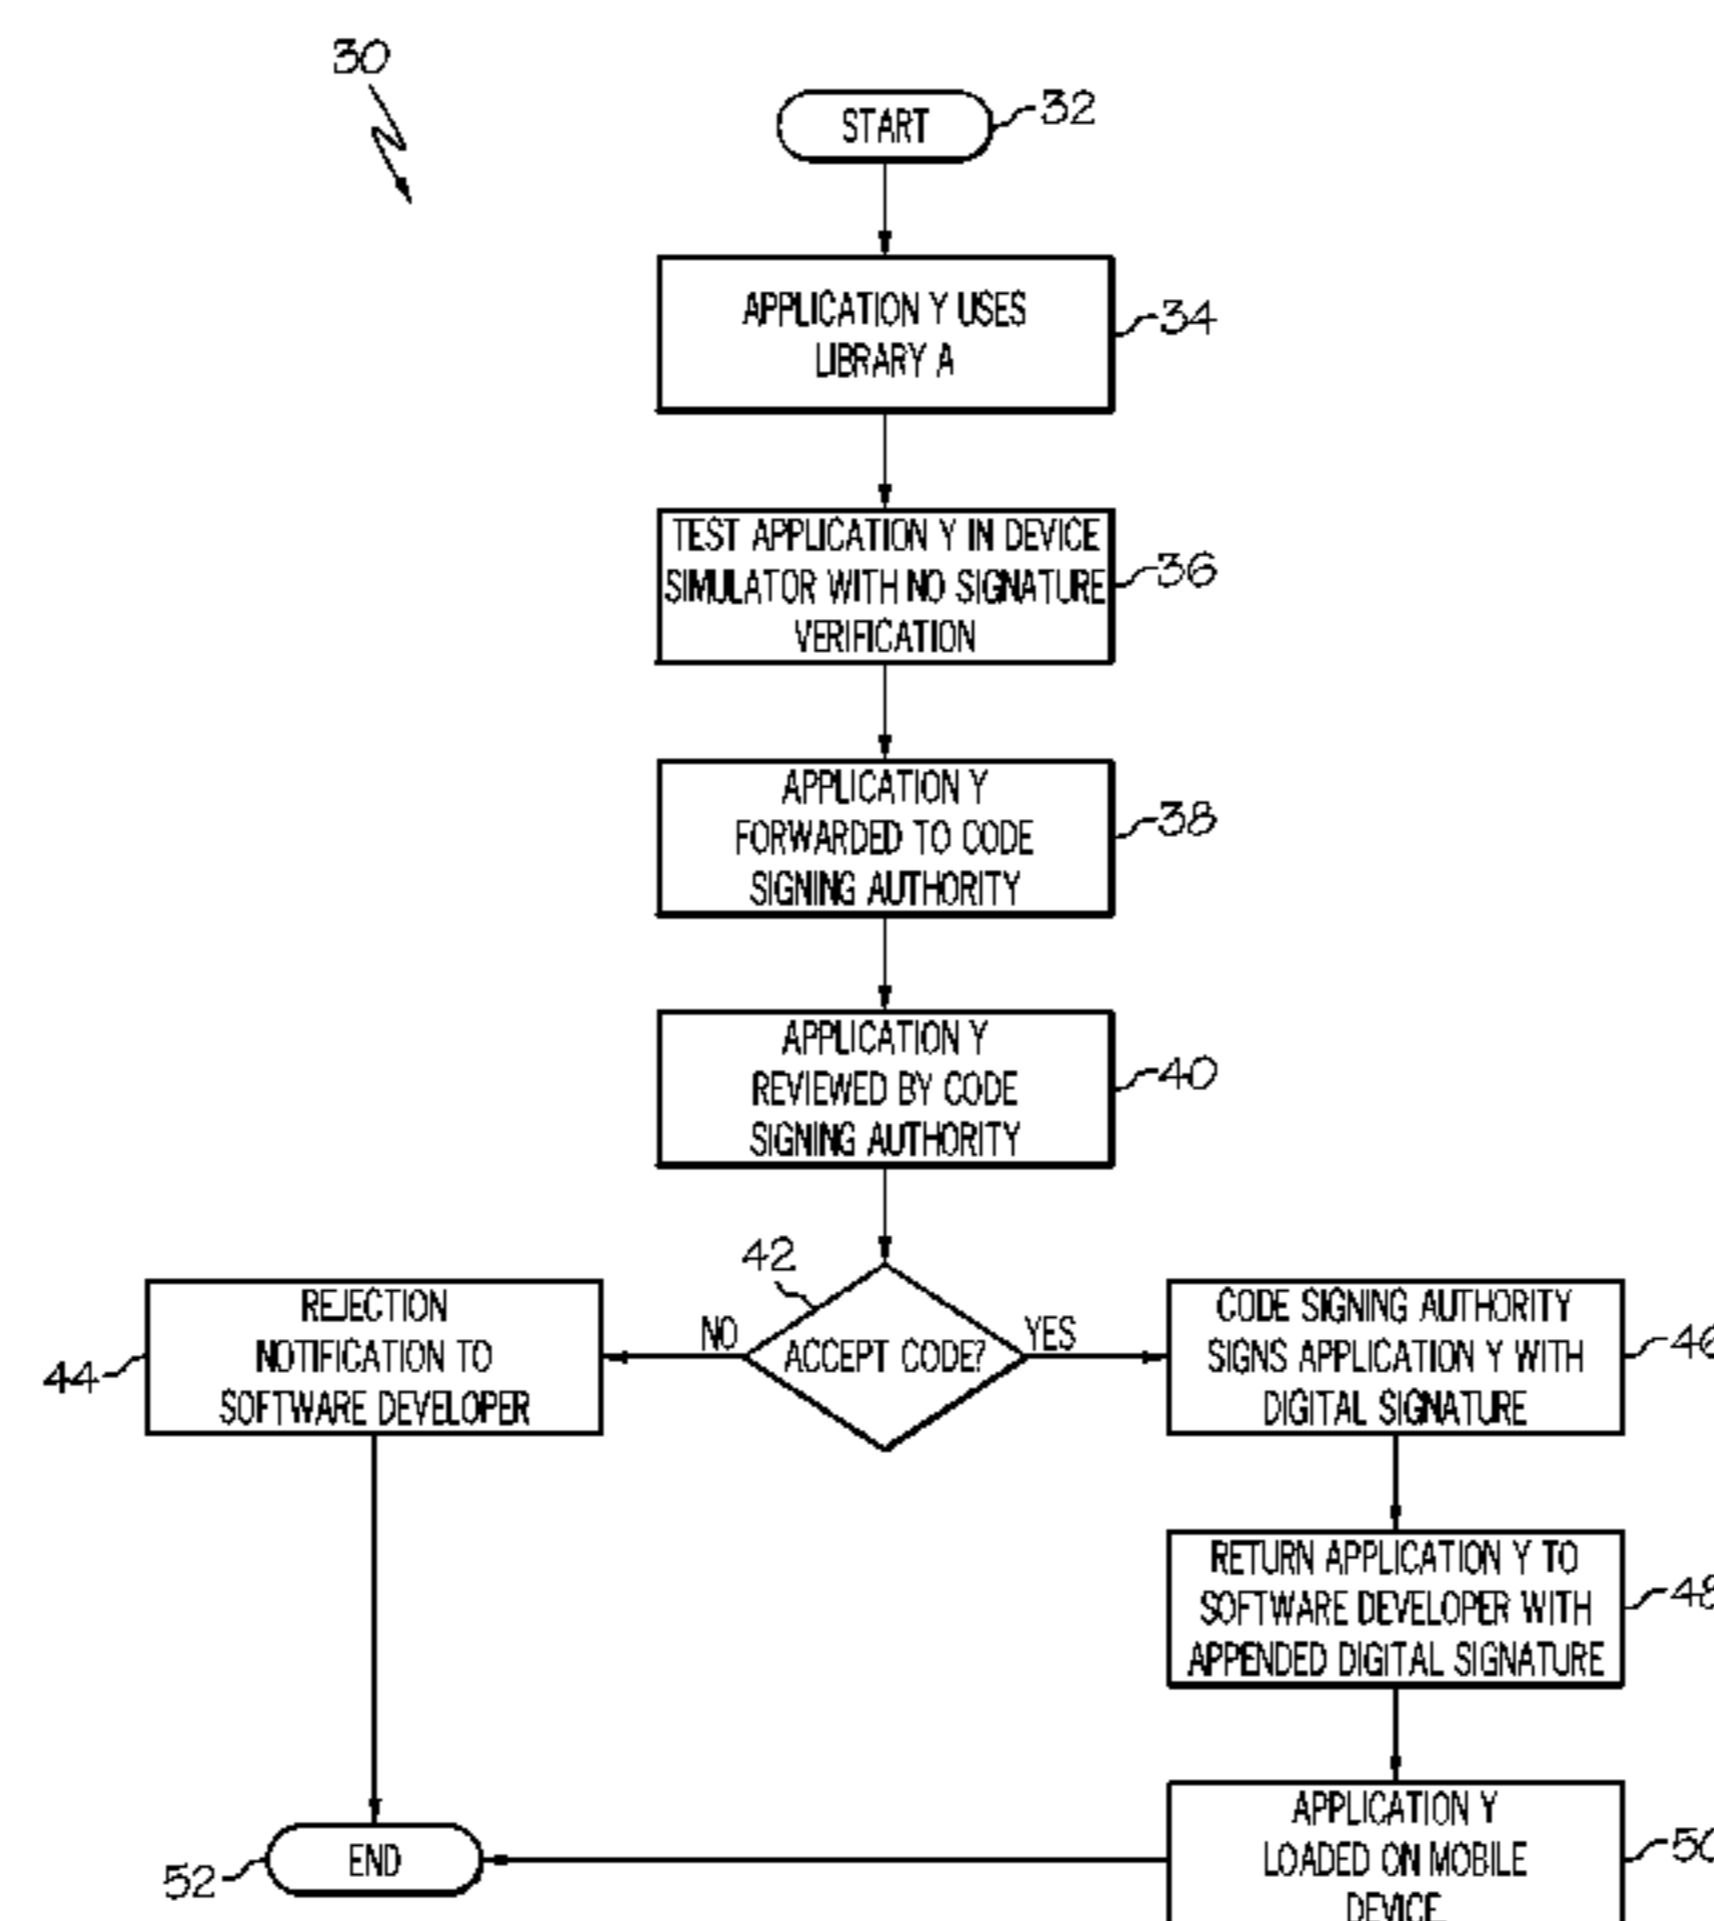 30
START
32
APPLICATION Y USES
LIBRARY A
34
TEST APPLICATION Y IN DEVICE
SIMULATOR WITH NO SIGNATURE
VERIFICATION
36
APPLICATION Y
FORWARDED TO CODE
SIGNING AUTHORITY
38
APPLICATION Y
REVIEWED BY CODE
SIGNING AUTHORITY
40
42
ACCEPT CODE?
NO
YES
REJECTION
NOTIFICATION TO
SOFTWARE DEVELOPER
44
CODE SIGNING AUTHORITY
SIGNS APPLICATION Y WITH
DIGITAL SIGNATURE
46
RETURN APPLICATION Y TO
SOFTWARE DEVELOPER WITH
APPENDED DIGITAL SIGNATURE
48
APPLICATION Y
LOADED ON MOBILE
DEVICE
50
END
52